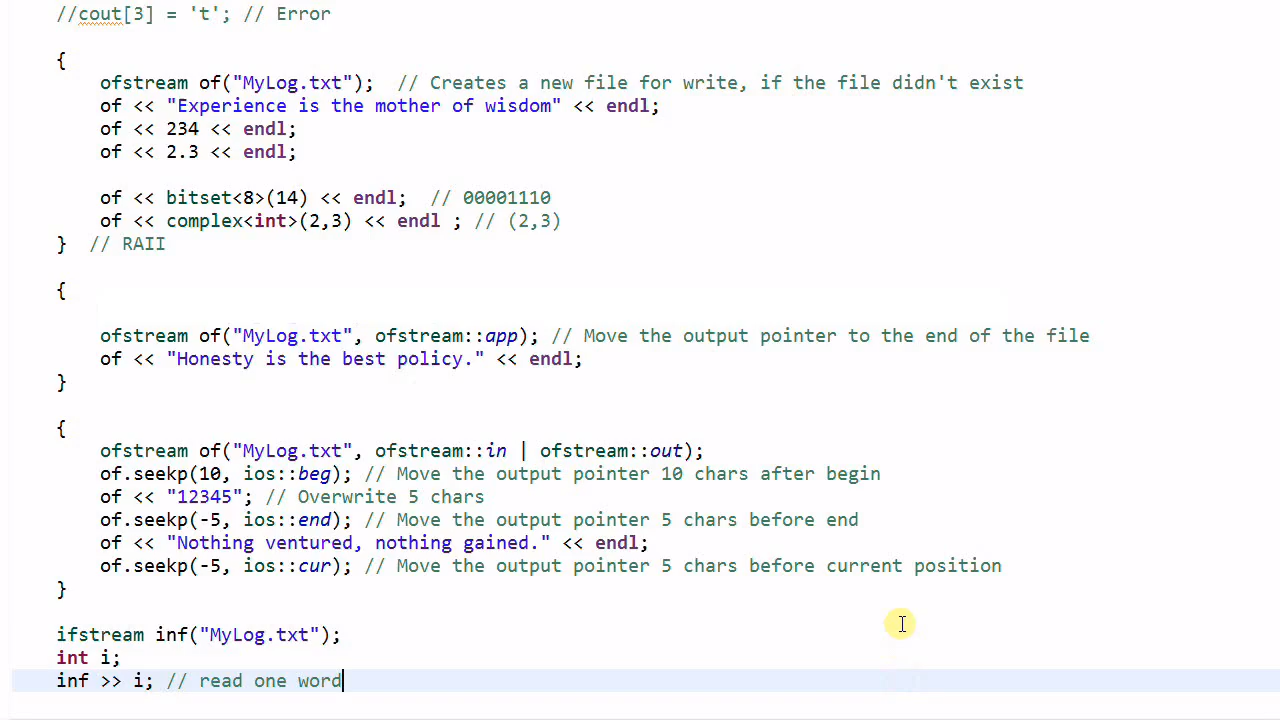 //cout[3] = 't'; // Error
{
ofstream of("MyLog.txt");  // Creates a new file for write, if the file didn't exist
of << "Experience is the mother of wisdom" << endl;
of << 234 << endl;
of << 2.3 << endl;
of << bitset<8>(14) << endl;  // 00001110
of << complex<int>(2,3) << endl ; // (2,3)
}  // RAII
{
ofstream of("MyLog.txt", ofstream::app); // Move the output pointer to the end of the file
of << "Honesty is the best policy." << endl;
}
{
ofstream of("MyLog.txt", ofstream::in | ofstream::out);
of.seekp(10, ios::beg); // Move the output pointer 10 chars after begin
of << "12345"; // Overwrite 5 chars
of.seekp(-5, ios::end); // Move the output pointer 5 chars before end
of << "Nothing ventured, nothing gained." << endl;
of.seekp(-5, ios::cur); // Move the output pointer 5 chars before current position
}
ifstream inf("MyLog.txt");
int i;
inf >> i; // read one word